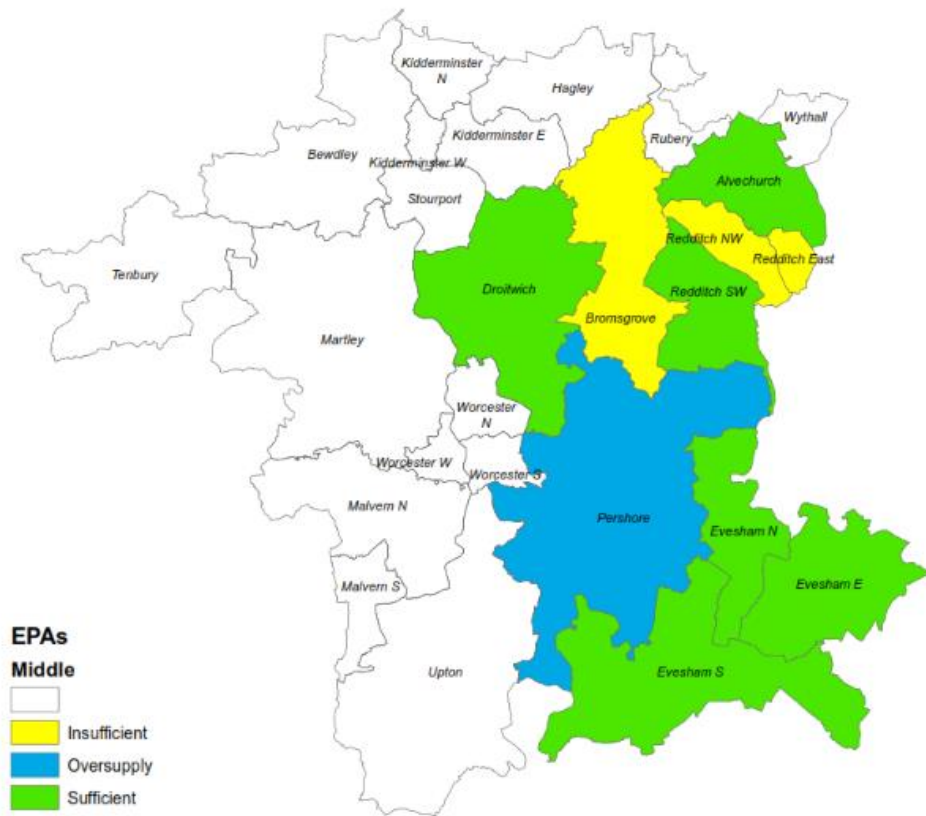 Kidderminster
N
Hagley
Wythall
Kidderminster E
Rubery
Bewdley
Kidderminster W
Alvechurch
Stourport
Redditch NW
Redditch East
Tenbury
Droitwich
Redditch SW
Bromsgrove
Martley
Worcester
N
Worcester W
Worcester S
Malvern N
Pershore
Evesham N
Malvern S
Evesham E
Upton
Evesham S
EPAs
Middle
Insufficient
Oversupply
Sufficient